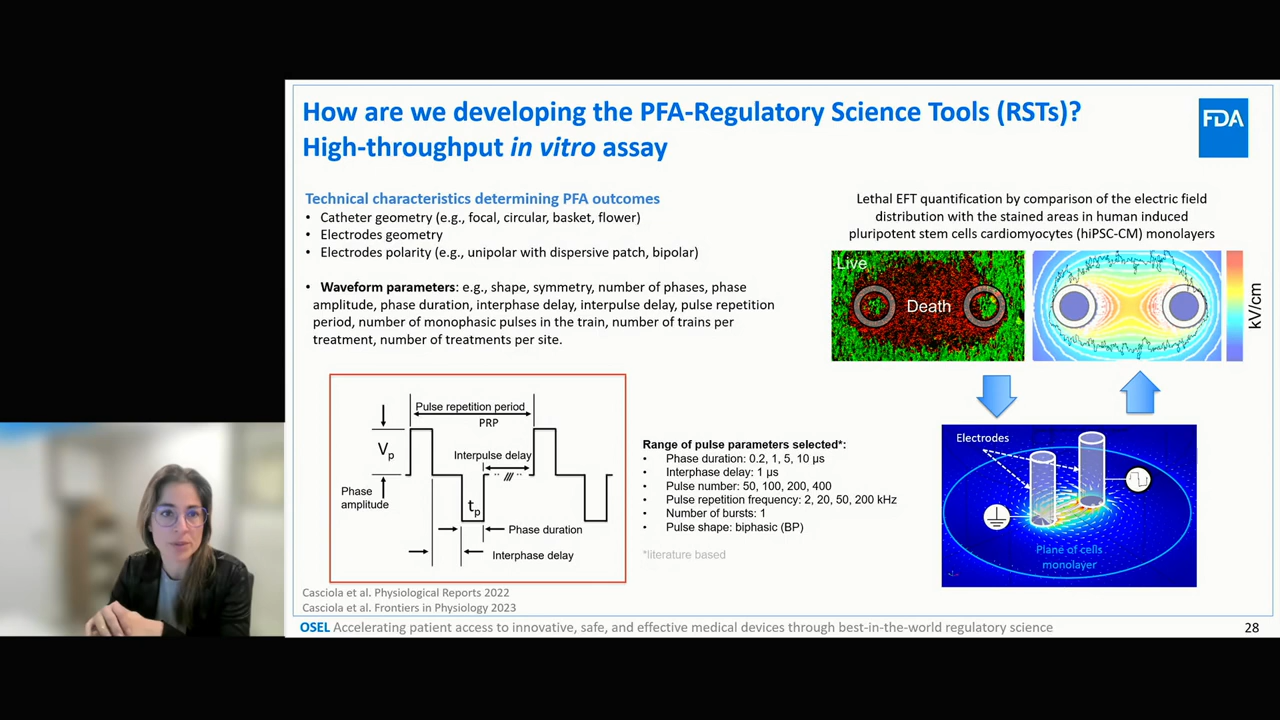 How are we developing the PFA-Regulatory Science Tools (RSTs)?
High-throughput in vitro assay
FDA
Technical characteristics determining PFA outcomes
• Catheter geometry (e.g., focal, circular, basket, flower)
• Electrodes geometry
• Electrodes polarity (e.g., unipolar with dispersive patch, bipolar)
• Waveform parameters: e.g., shape, symmetry, number of phases, phase
amplitude, phase duration, interphase delay, interpulse delay, pulse repetition
period, number of monophasic pulses in the train, number of trains per
treatment, number of treatments per site.
Lethal EFT quantification by comparison of the electric field
distribution with the stained areas in human induced
pluripotent stem cells cardiomyocytes (hiPSC-CM) monolayers
Live
Death
kV/cm
Pulse repetition period
PRP
Vp
Interpulse delay
Phase
amplitude
tp
Phase duration
Interphase delay
Range of pulse parameters selected*:
• Phase duration: 0.2, 1, 5, 10 µs
• Interphase delay: 1 µs
• Pulse number: 50, 100, 200, 400
• Pulse repetition frequency: 2, 20, 50, 200 kHz
• Number of bursts: 1
• Pulse shape: biphasic (BP)
*literature based
Electrodes
Plane of cells
monolayer
Casciola et al. Physiological Reports 2022
Casciola et al. Frontiers in Physiology 2023
OSEL Accelerating patient access to innovative, safe, and effective medical devices through best-in-the-world regulatory science
28